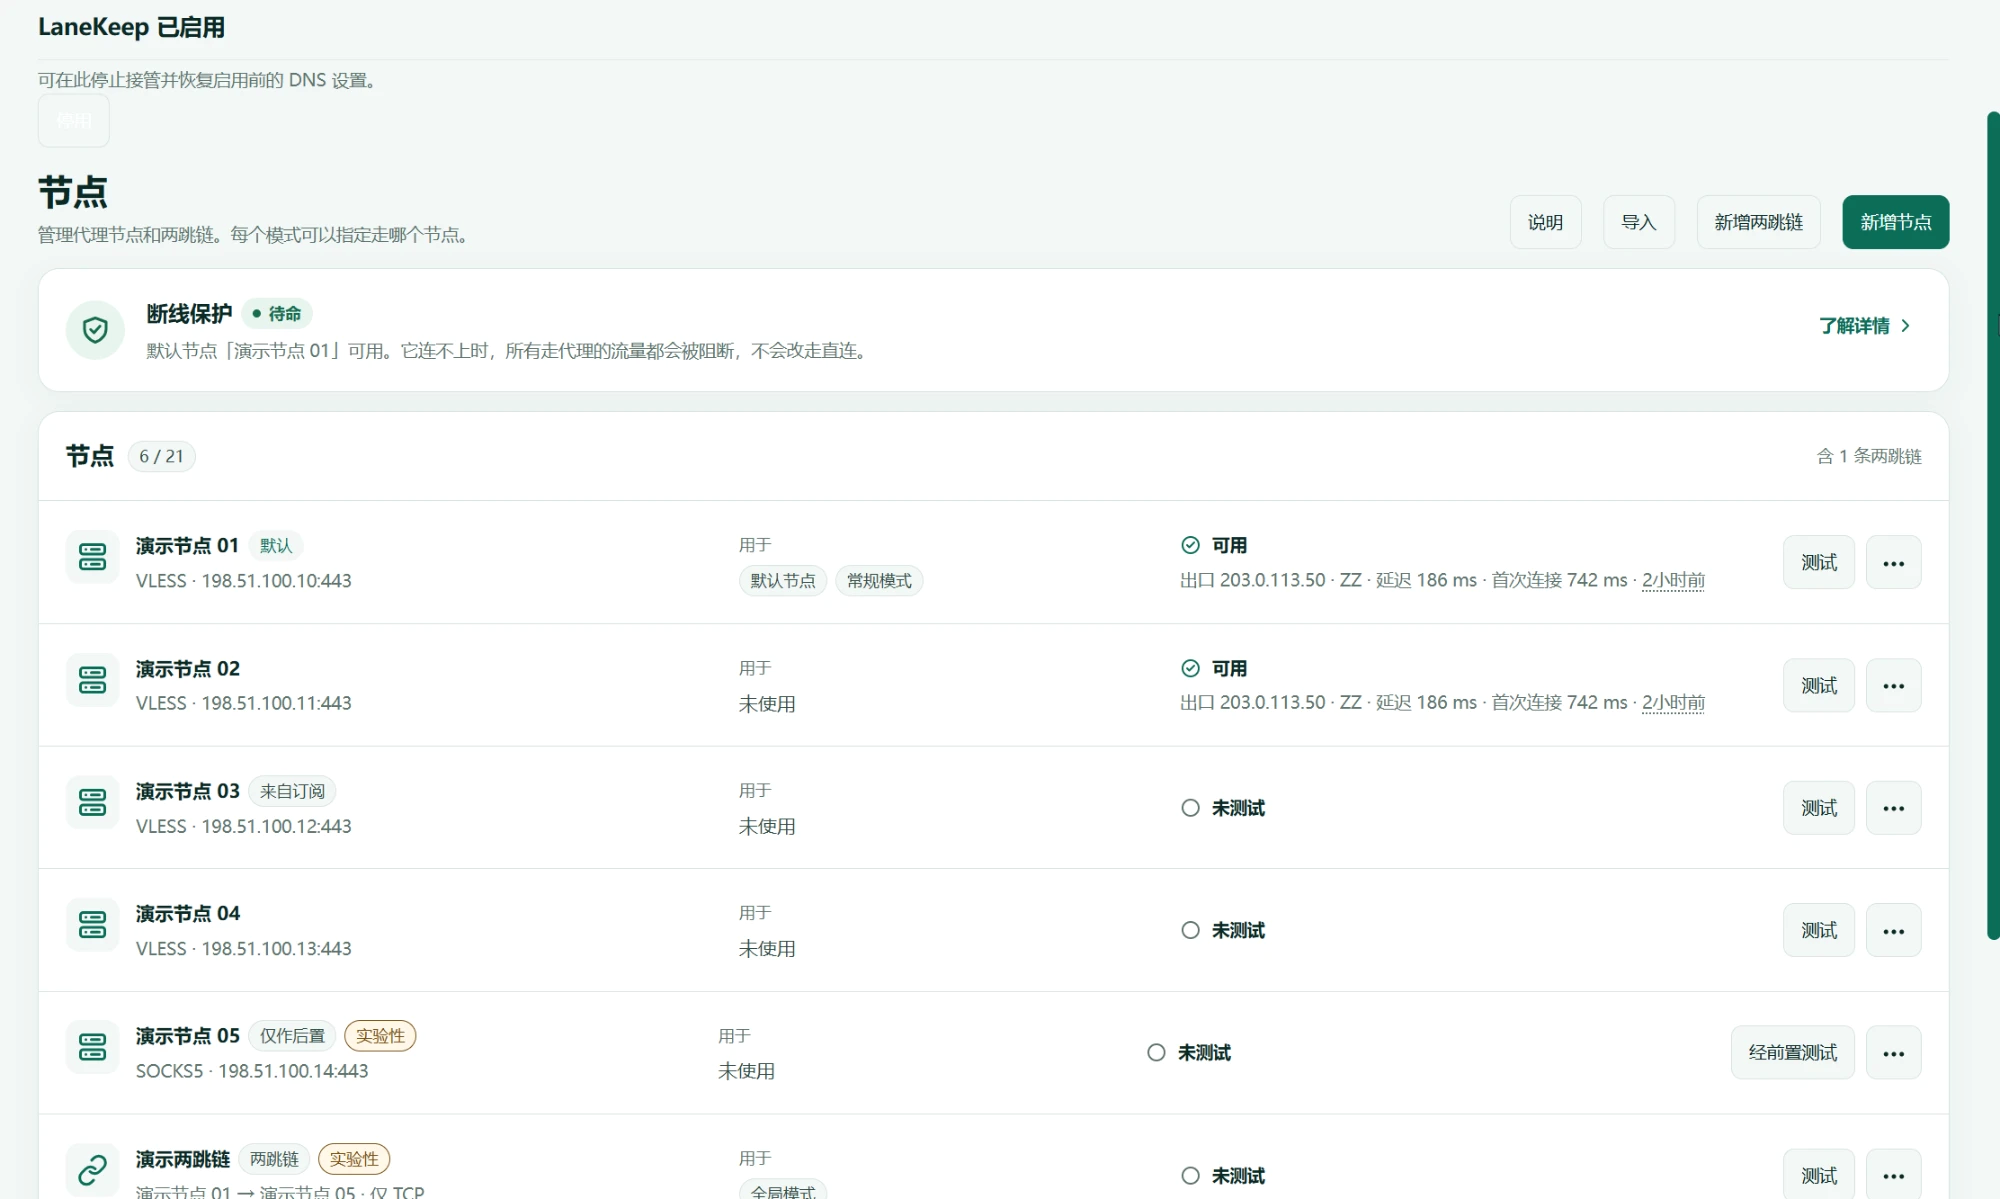 LaneKeep 已启用
可在此停止接管并恢复启用前的 DNS 设置。
停用
节点
管理代理节点和两跳链。每个模式可以指定走哪个节点。
说明
导入
新增两跳链
新增节点
断线保护
待命
默认节点「演示节点 01」可用。它连不上时，所有走代理的流量都会被阻断，不会改走直连。
了解详情
节点
6 / 21
含 1 条两跳链
演示节点 01
默认
VLESS · 198.51.100.10:443
用于
默认节点
常规模式
可用
出口 203.0.113.50 · ZZ · 延迟 186 ms · 首次连接 742 ms · 2小时前
测试
演示节点 02
VLESS · 198.51.100.11:443
用于
未使用
可用
出口 203.0.113.50 · ZZ · 延迟 186 ms · 首次连接 742 ms · 2小时前
测试
演示节点 03
来自订阅
VLESS · 198.51.100.12:443
用于
未使用
未测试
测试
演示节点 04
VLESS · 198.51.100.13:443
用于
未使用
未测试
测试
演示节点 05
仅作后置
实验性
SOCKS5 · 198.51.100.14:443
用于
未使用
未测试
经前置测试
演示两跳链
两跳链
实验性
演示节点 01 → 演示节点 05 · 仅 TCP
用于
全局模式
未测试
测试